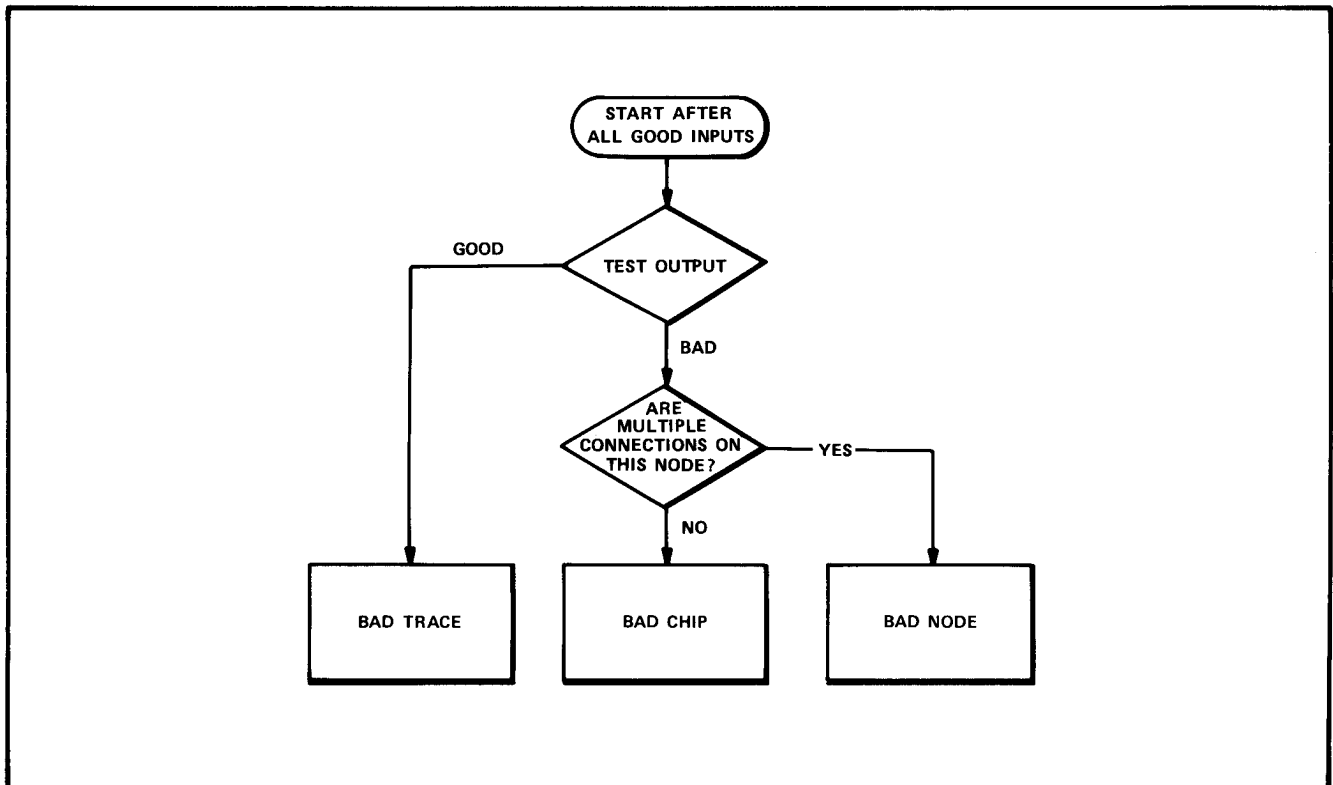 START AFTER
ALL GOOD INPUTS
TEST OUTPUT
GOOD
BAD
ARE
MULTIPLE
CONNECTIONS ON
THIS NODE?
YES
NO
BAD TRACE
BAD CHIP
BAD NODE